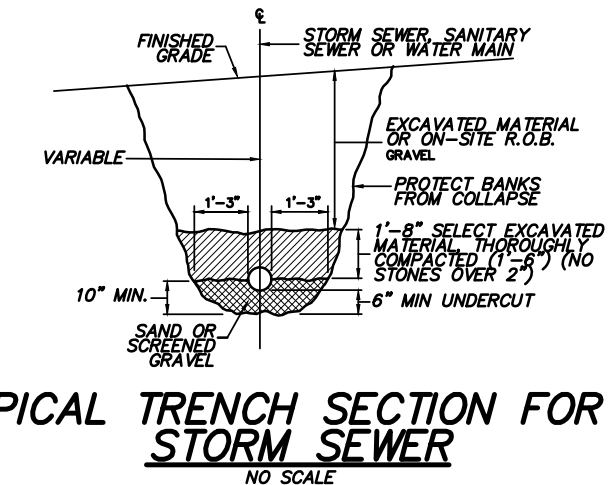 ℄
STORM SEWER, SANITARY
SEWER OR WATER MAIN
FINISHED
GRADE
EXCAVATED MATERIAL
OR ON-SITE R.O.B.
GRAVEL
VARIABLE
PROTECT BANKS
FROM COLLAPSE
1'-3" 1'-3"
1'-8" SELECT EXCAVATED
MATERIAL, THOROUGHLY
COMPACTED (1'-6") (NO
STONES OVER 2")
10" MIN.
6" MIN UNDERCUT
SAND OR
SCREENED
GRAVEL
PICAL TRENCH SECTION FOR
STORM SEWER
NO SCALE